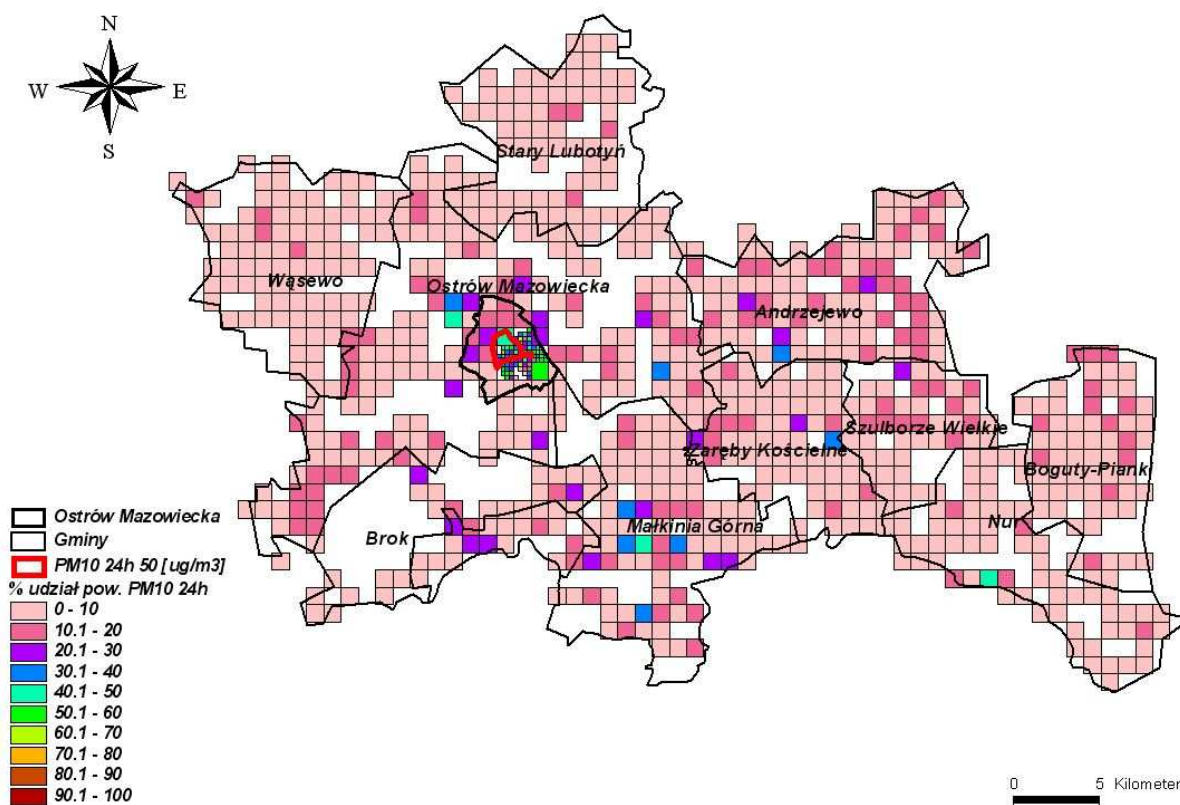 N
W E
S
Stary Lubotyń
Wąsewo
Ostrów Mazowiecka
Andrzejewo
Szulborze Wielkie
Zaręby Kościelne
Boguty-Piank
Małkinia Górna
Nur
Brok
Ostrów Mazowiecka
Gminy
PM10 24h 50 [ug/m3]
% udział pow. PM10 24h
0 - 10
10.1 - 20
20.1 - 30
30.1 - 40
40.1 - 50
50.1 - 60
60.1 - 70
70.1 - 80
80.1 - 90
90.1 - 100
0 5 Kilometer